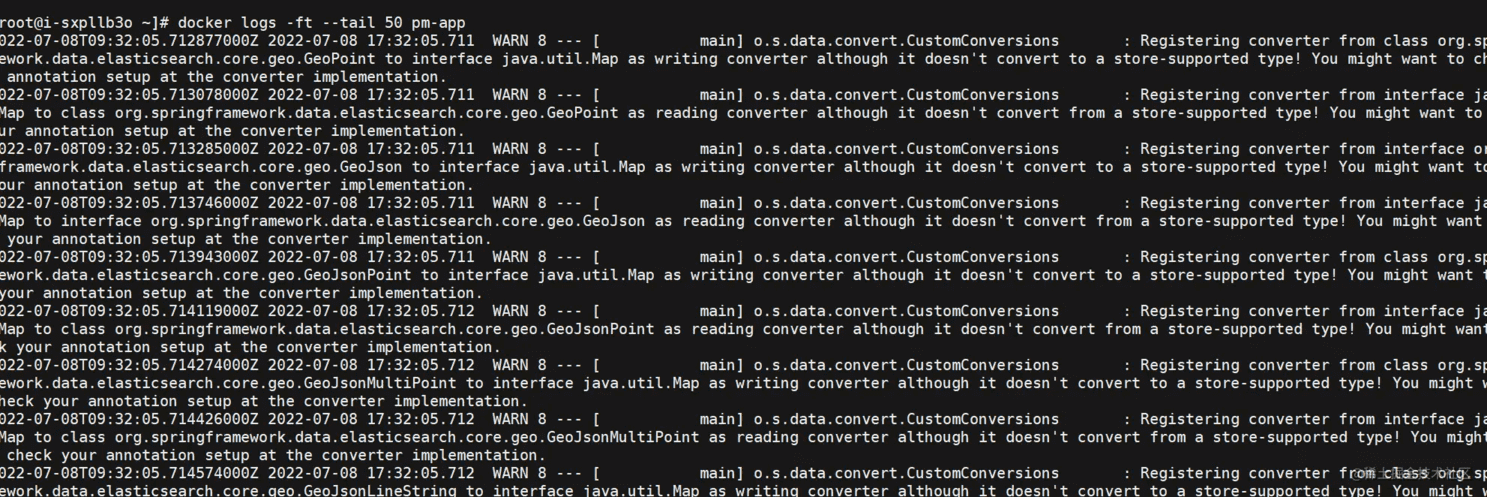 root@i-sxpllb3o ~]# docker logs -ft --tail 50 pm-app
022-07-08T09:32:05.712877000Z 2022-07-08 17:32:05.711  WARN 8 --- [           main] o.s.data.convert.CustomConversions       : Registering converter from class org.sp
ework.data.elasticsearch.core.geo.GeoPoint to interface java.util.Map as writing converter although it doesn't convert to a store-supported type! You might want to ch
 annotation setup at the converter implementation.
022-07-08T09:32:05.713078000Z 2022-07-08 17:32:05.711  WARN 8 --- [           main] o.s.data.convert.CustomConversions       : Registering converter from interface ja
Map to class org.springframework.data.elasticsearch.core.geo.GeoPoint as reading converter although it doesn't convert from a store-supported type! You might want to
ur annotation setup at the converter implementation.
022-07-08T09:32:05.713285000Z 2022-07-08 17:32:05.711  WARN 8 --- [           main] o.s.data.convert.CustomConversions       : Registering converter from interface or
framework.data.elasticsearch.core.geo.GeoJson to interface java.util.Map as writing converter although it doesn't convert to a store-supported type! You might want to
our annotation setup at the converter implementation.
022-07-08T09:32:05.713746000Z 2022-07-08 17:32:05.711  WARN 8 --- [           main] o.s.data.convert.CustomConversions       : Registering converter from interface ja
Map to interface org.springframework.data.elasticsearch.core.geo.GeoJson as reading converter although it doesn't convert from a store-supported type! You might want
 your annotation setup at the converter implementation.
022-07-08T09:32:05.713943000Z 2022-07-08 17:32:05.711  WARN 8 --- [           main] o.s.data.convert.CustomConversions       : Registering converter from class org.sp
ework.data.elasticsearch.core.geo.GeoJsonPoint to interface java.util.Map as writing converter although it doesn't convert to a store-supported type! You might want t
your annotation setup at the converter implementation.
022-07-08T09:32:05.714119000Z 2022-07-08 17:32:05.712  WARN 8 --- [           main] o.s.data.convert.CustomConversions       : Registering converter from interface ja
Map to class org.springframework.data.elasticsearch.core.geo.GeoJsonPoint as reading converter although it doesn't convert from a store-supported type! You might want
k your annotation setup at the converter implementation.
022-07-08T09:32:05.714274000Z 2022-07-08 17:32:05.712  WARN 8 --- [           main] o.s.data.convert.CustomConversions       : Registering converter from class org.sp
ework.data.elasticsearch.core.geo.GeoJsonMultiPoint to interface java.util.Map as writing converter although it doesn't convert to a store-supported type! You might w
heck your annotation setup at the converter implementation.
022-07-08T09:32:05.714426000Z 2022-07-08 17:32:05.712  WARN 8 --- [           main] o.s.data.convert.CustomConversions       : Registering converter from interface ja
Map to class org.springframework.data.elasticsearch.core.geo.GeoJsonMultiPoint as reading converter although it doesn't convert from a store-supported type! You might
 check your annotation setup at the converter implementation.
022-07-08T09:32:05.714574000Z 2022-07-08 17:32:05.712  WARN 8 --- [           main] o.s.data.convert.CustomConversions       : Registering converter from class org.sp
@稀土掘金技术社区
ework.data.elasticsearch.core.geo.GeoJsonLineString to interface java.util.Map as writing converter although it doesn't convert to a store-supported type! You might w